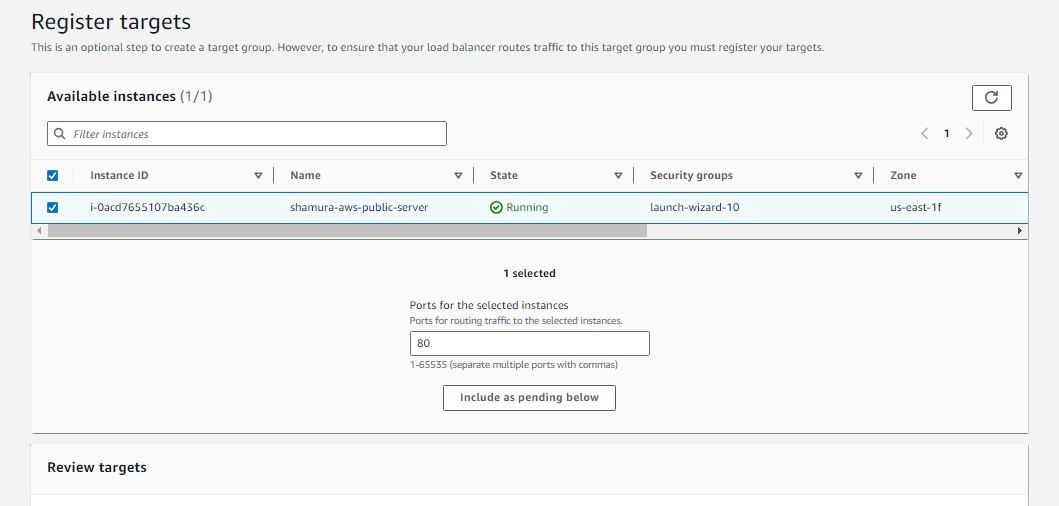 Register targets
This is an optional step to create a target group. However, to ensure that your load balancer routes traffic to this target group you must register your targets.
Available instances (1/1)
Filter instances
1
Instance ID Name State Security groups Zone
i-0acd7655107ba436c shamura-aws-public-server Running launch-wizard-10 us-east-1f
1 selected
Ports for the selected instances
Ports for routing traffic to the selected instances.
80
1-65535 (separate multiple ports with commas)
Include as pending below
Review targets